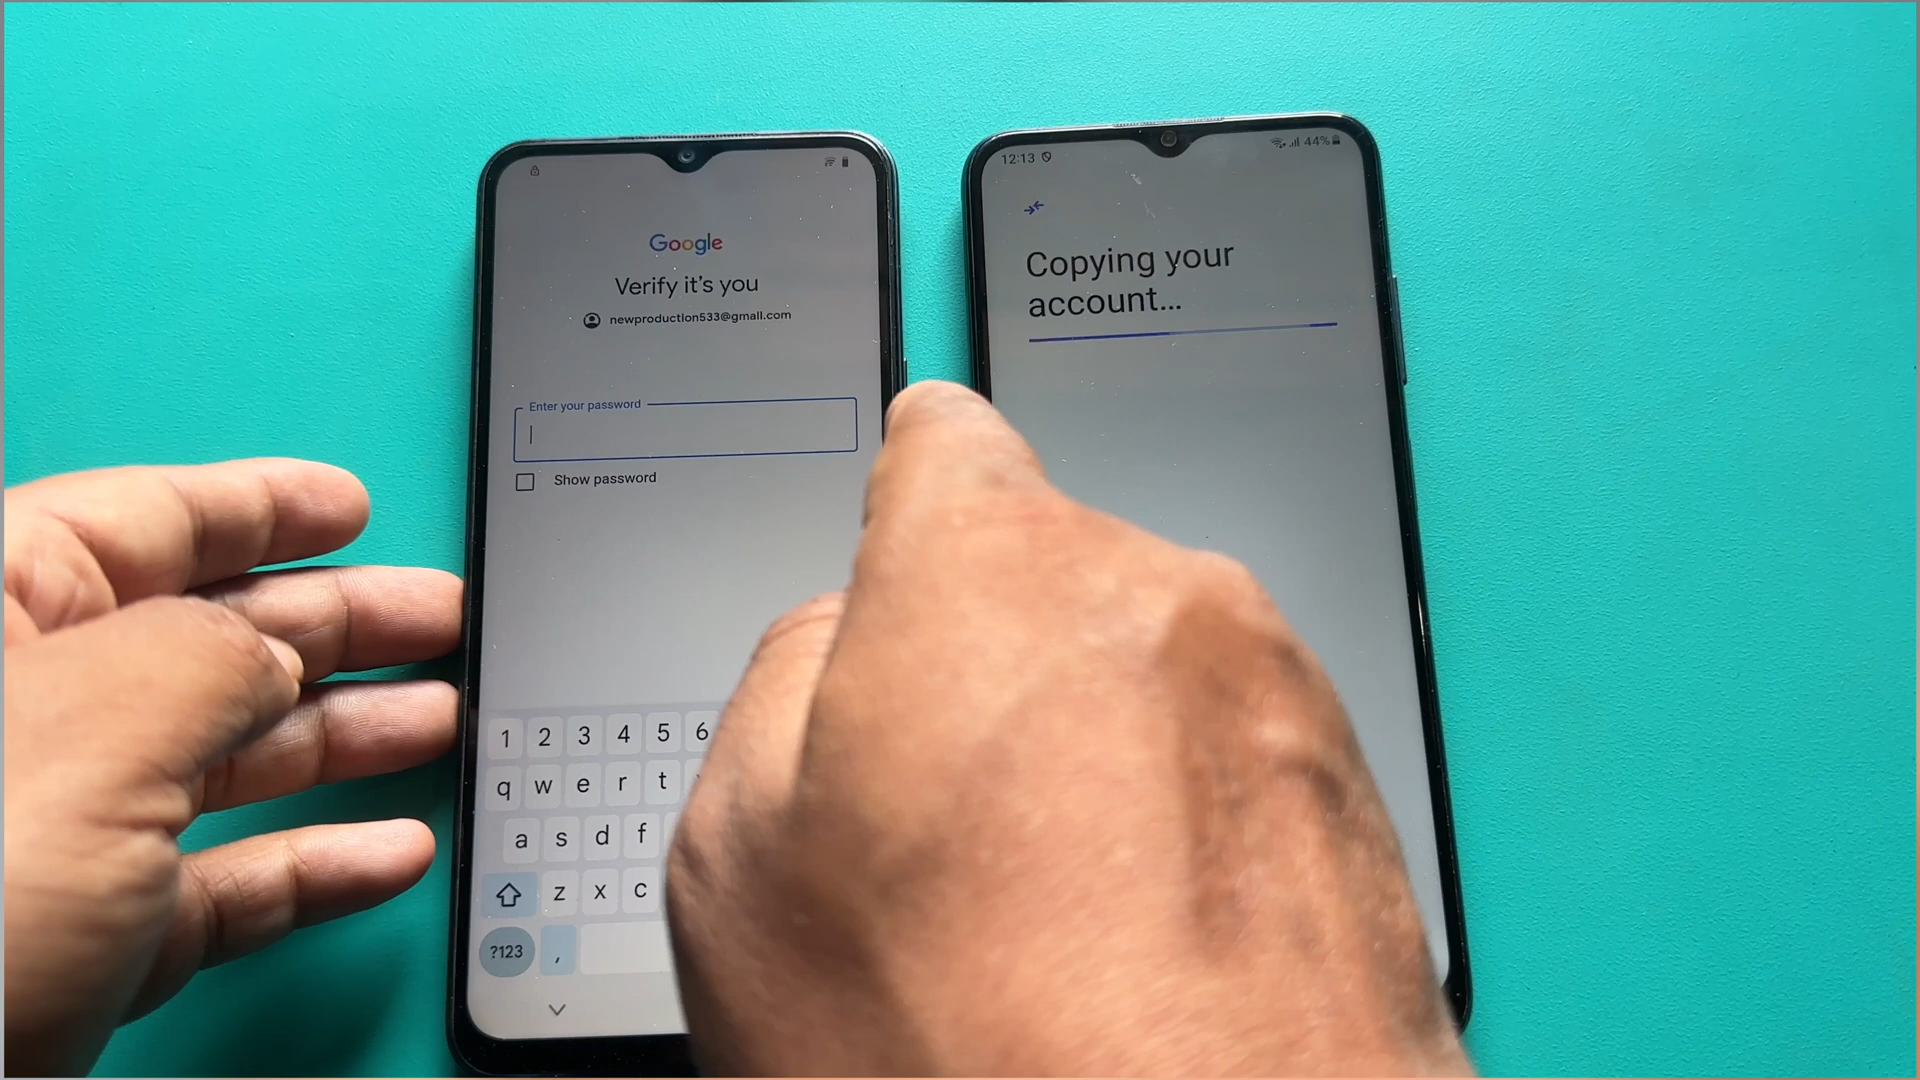 Google
Verify it's you
newproduction533@gmail.com
Enter your password
Show password
1 2 3 4 5 6
q w e r t
a s d f
z x c
?123 ,
12:13 44%
Copying your
account...